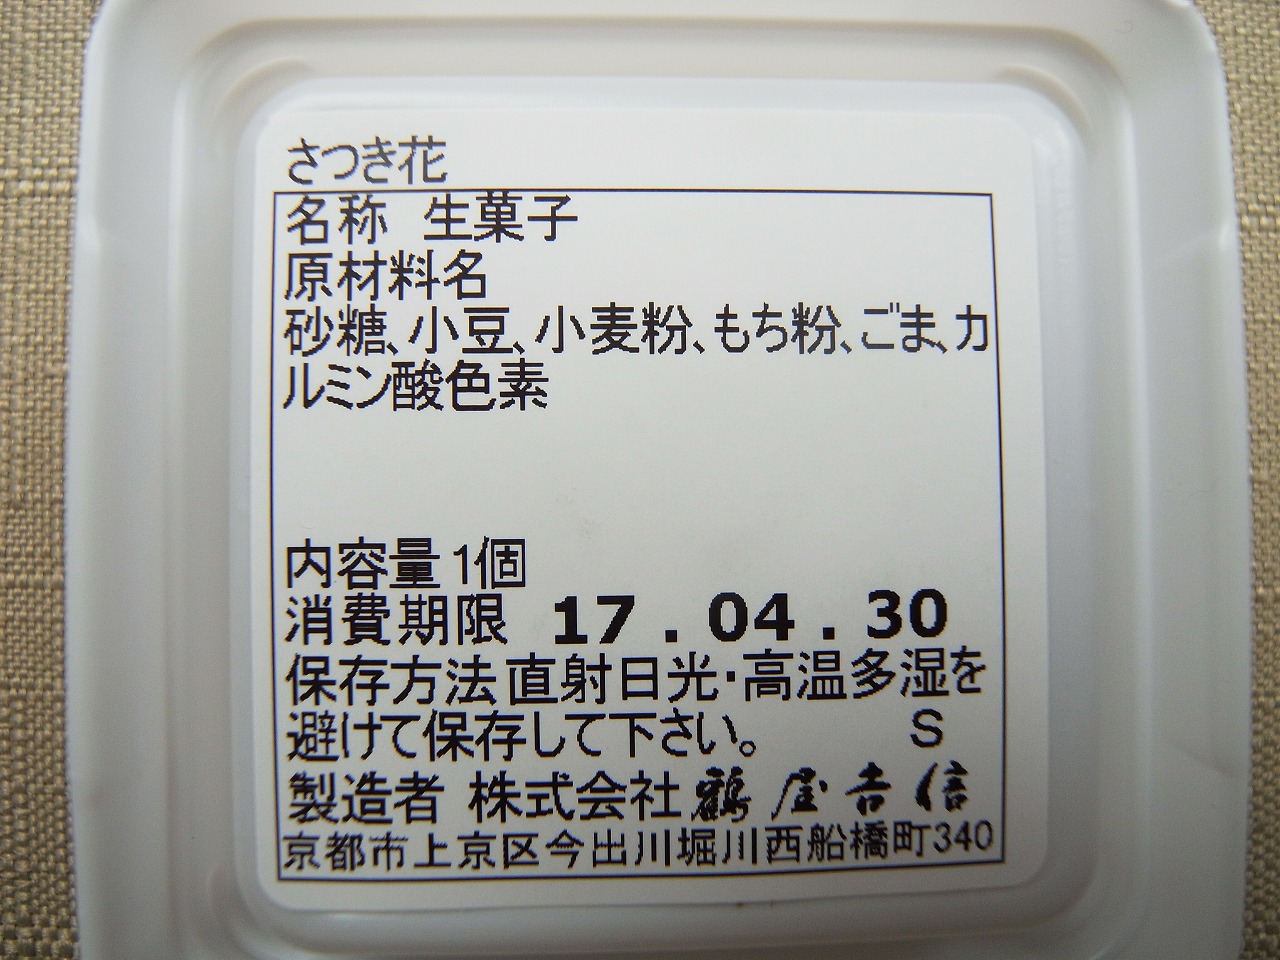 さつき花
名称 生菓子
原材料名
砂糖、小豆、小麦粉、もち粉、ごま、カ
ルミン酸色素
内容量 1個
消費期限 17.04.30
保存方法 直射日光・高温多湿を
避けて保存して下さい。 S
製造者 株式会社 鶴屋吉信
京都市上京区今出川堀川西船橋町340